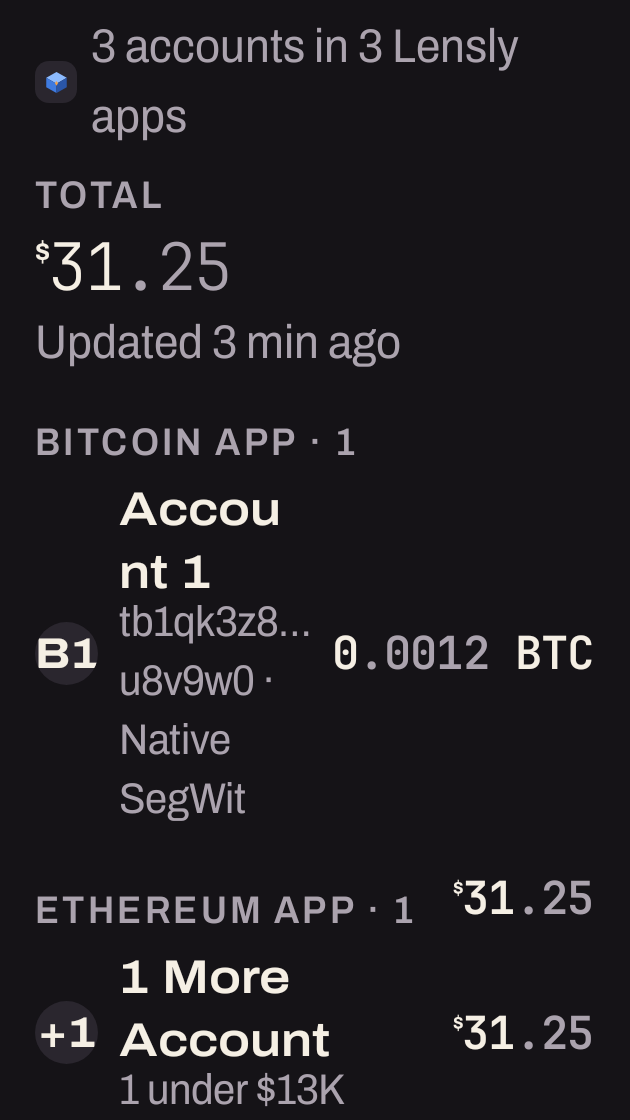 3 accounts in 3 Lensly
apps
TOTAL
$31.25
Updated 3 min ago
BITCOIN APP · 1
Accou
nt 1
tb1qk3z8...
u8v9w0 ·
Native
SegWit
B1
0.0012 BTC
ETHEREUM APP · 1
$31.25
+1
1 More
Account
1 under $13K
$31.25